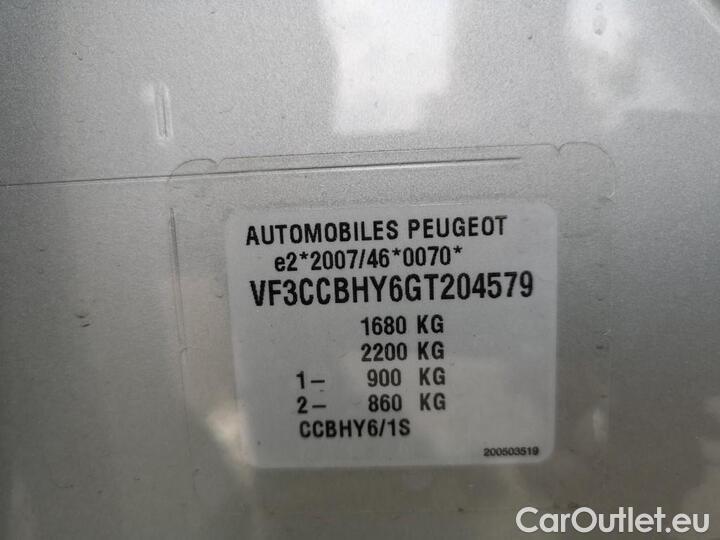 AUTOMOBILES PEUGEOT
e2*2007/46*0070*
VF3CCBHY6GT204579
1680 KG
2200 KG
1- 900 KG
2- 860 KG
CCBHY6/1S
200503519
CarOutlet.eu